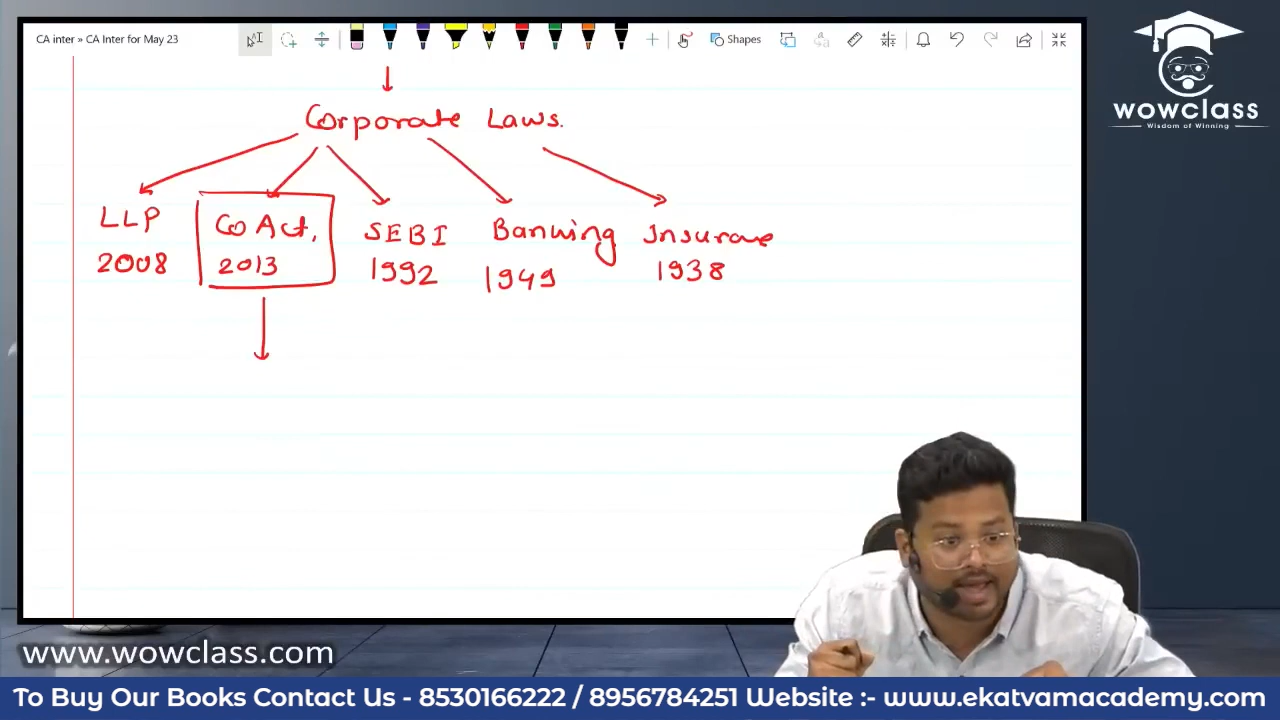 CA inter » CA Inter for May 23
Shapes
wowclass
Wisdom of Winning
Corporate Laws.
LLP
2008
Co Act,
2013
SEBI
1992
Banking
1949
Insurance
1938
www.wowclass.com
To Buy Our Books Contact Us - 8530166222 / 8956784251 Website :- www.ekatvamacademy.com